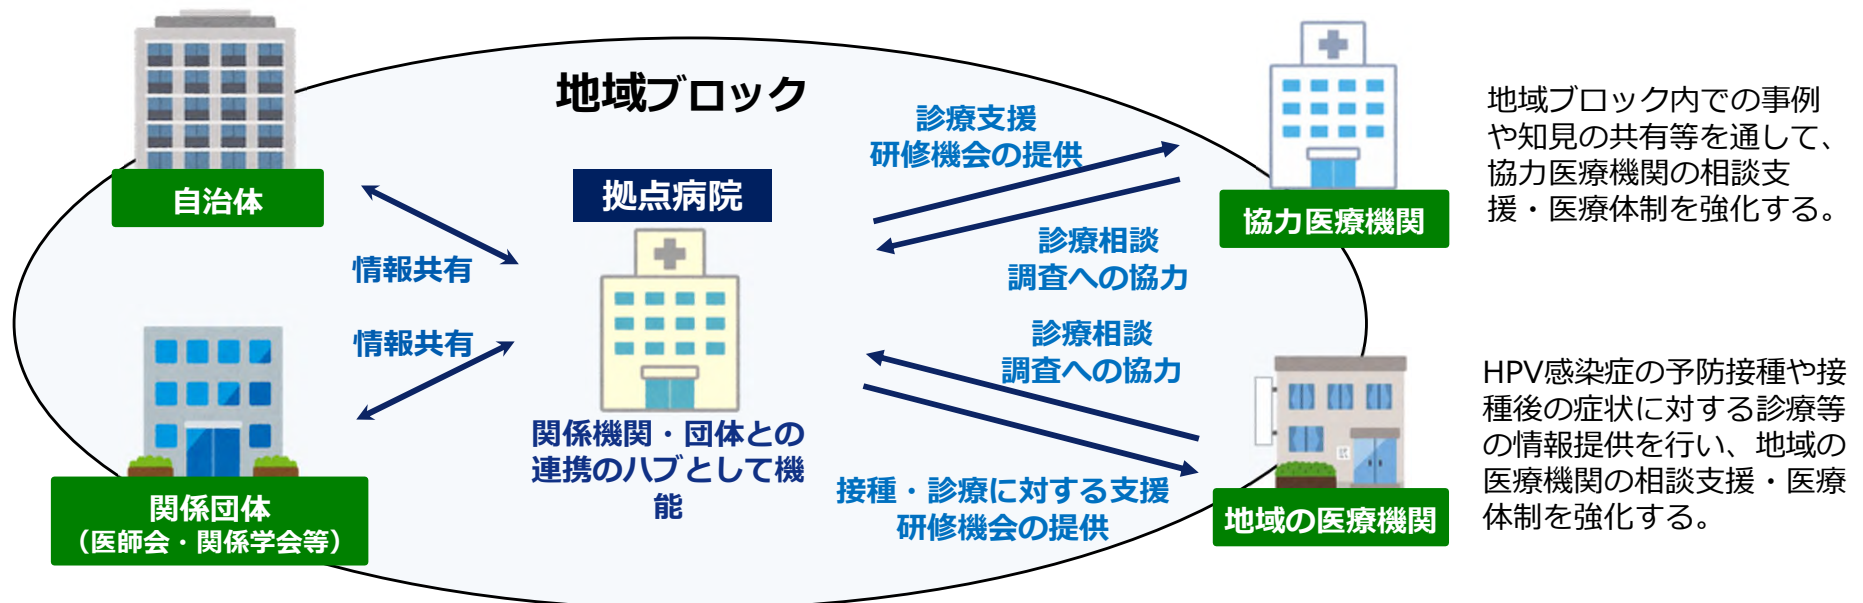 地域ブロック
自治体
情報共有
情報共有
関係団体
（医師会・関係学会等）
拠点病院
関係機関・団体との
連携のハブとして機
能
診療支援
研修機会の提供
診療相談
調査への協力
診療相談
調査への協力
接種・診療に対する支援
研修機会の提供
協力医療機関
地域の医療機関
地域ブロック内での事例
や知見の共有等を通して、
協力医療機関の相談支
援・医療体制を強化する。
HPV感染症の予防接種や接
種後の症状に対する診療等
の情報提供を行い、地域の
医療機関の相談支援・医療
体制を強化する。